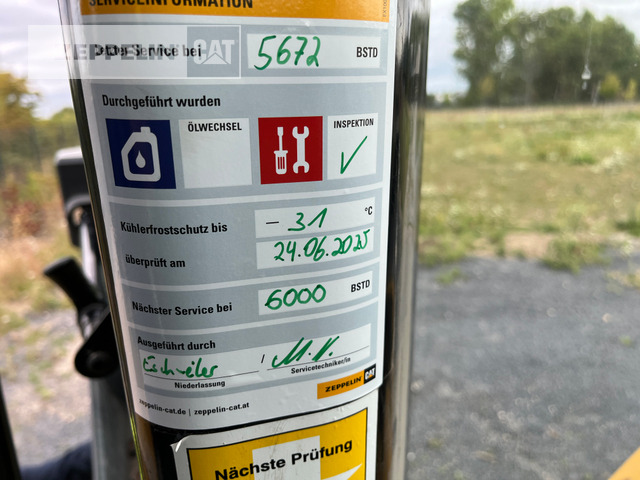 SERVICEINFORMATION
ZEPPELIN CAT
Letzter Service bei 5672 BSTD
Durchgeführt wurden
ÖLWECHSEL
INSPEKTION
✓
Kühlerfrostschutz bis - 31 °C
überprüft am 24.06.2025
Nächster Service bei 6000 BSTD
Ausgeführt durch
Eschweiler / M.V.
Niederlassung Servicetechniker/in
ZEPPELIN CAT
zeppelin-cat.de | zeppelin-cat.at
Nächste Prüfung